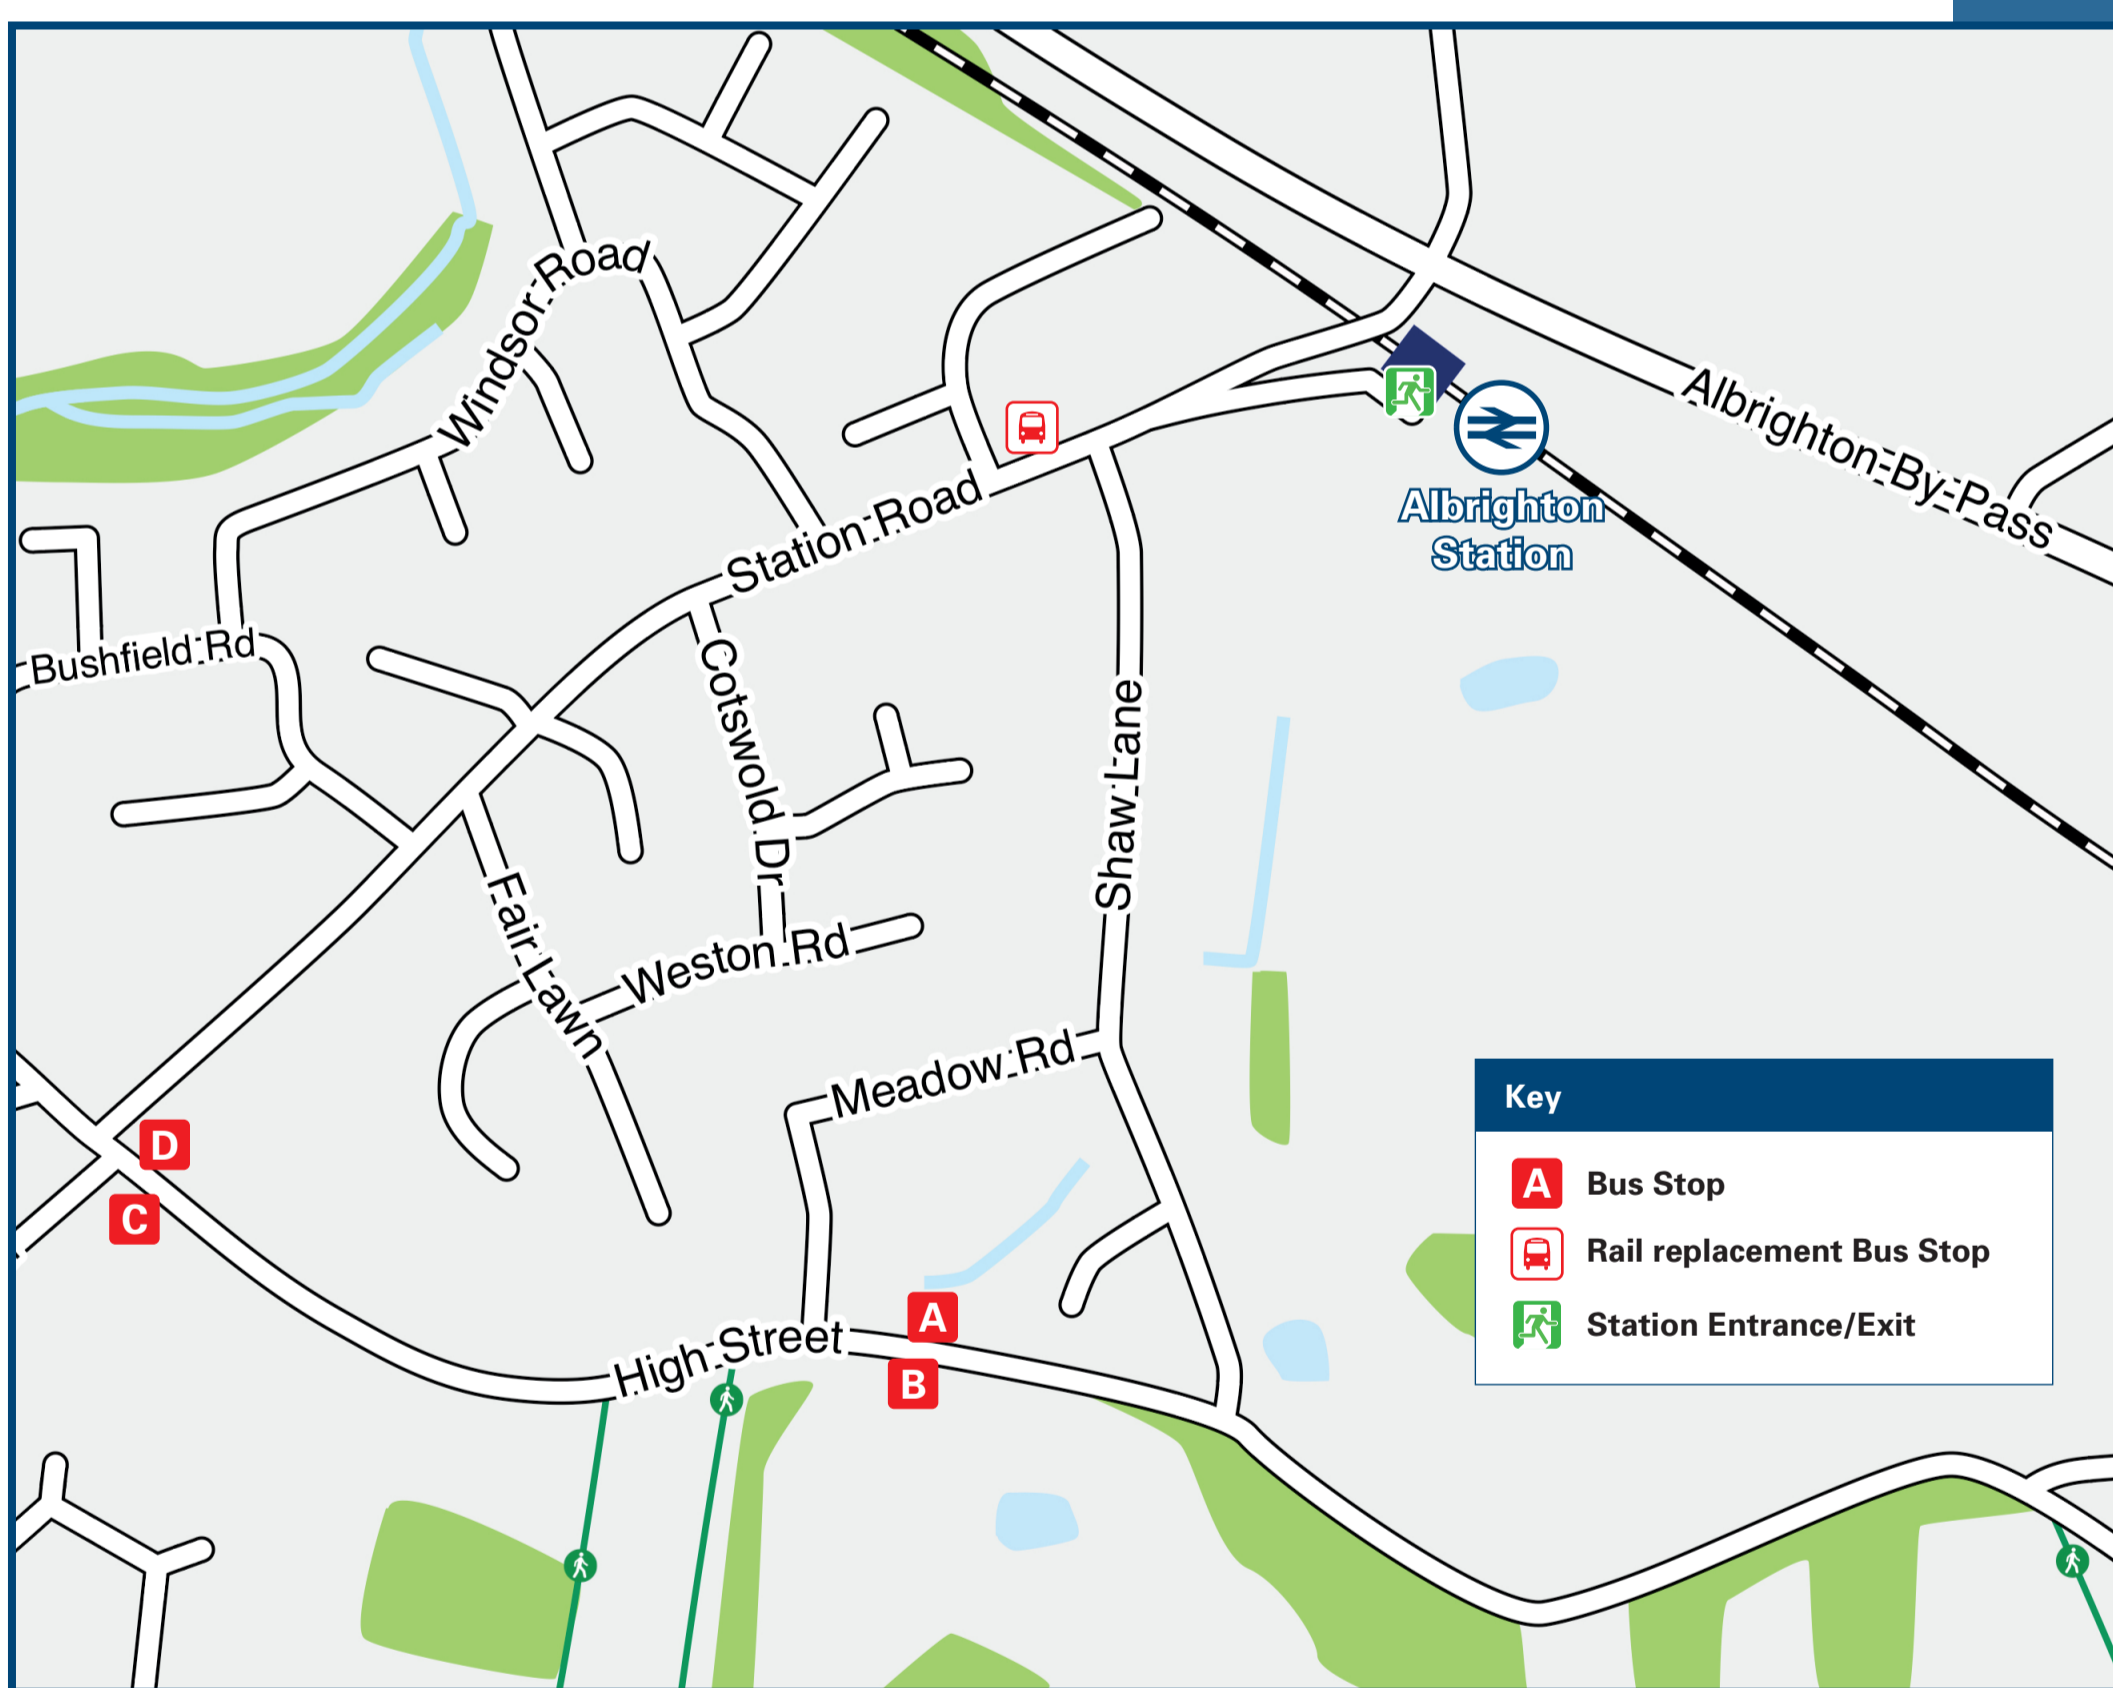 Windsor Road
Albrighton-By-Pass
Station Road
Albrighton
Station
Bushfield Rd
Cotswold Dr
Shaw Lane
Fair Lawn
Weston Rd
Meadow Rd
Key
D
A
Bus Stop
C
Rail replacement Bus Stop
A
Station Entrance/Exit
High Street
B